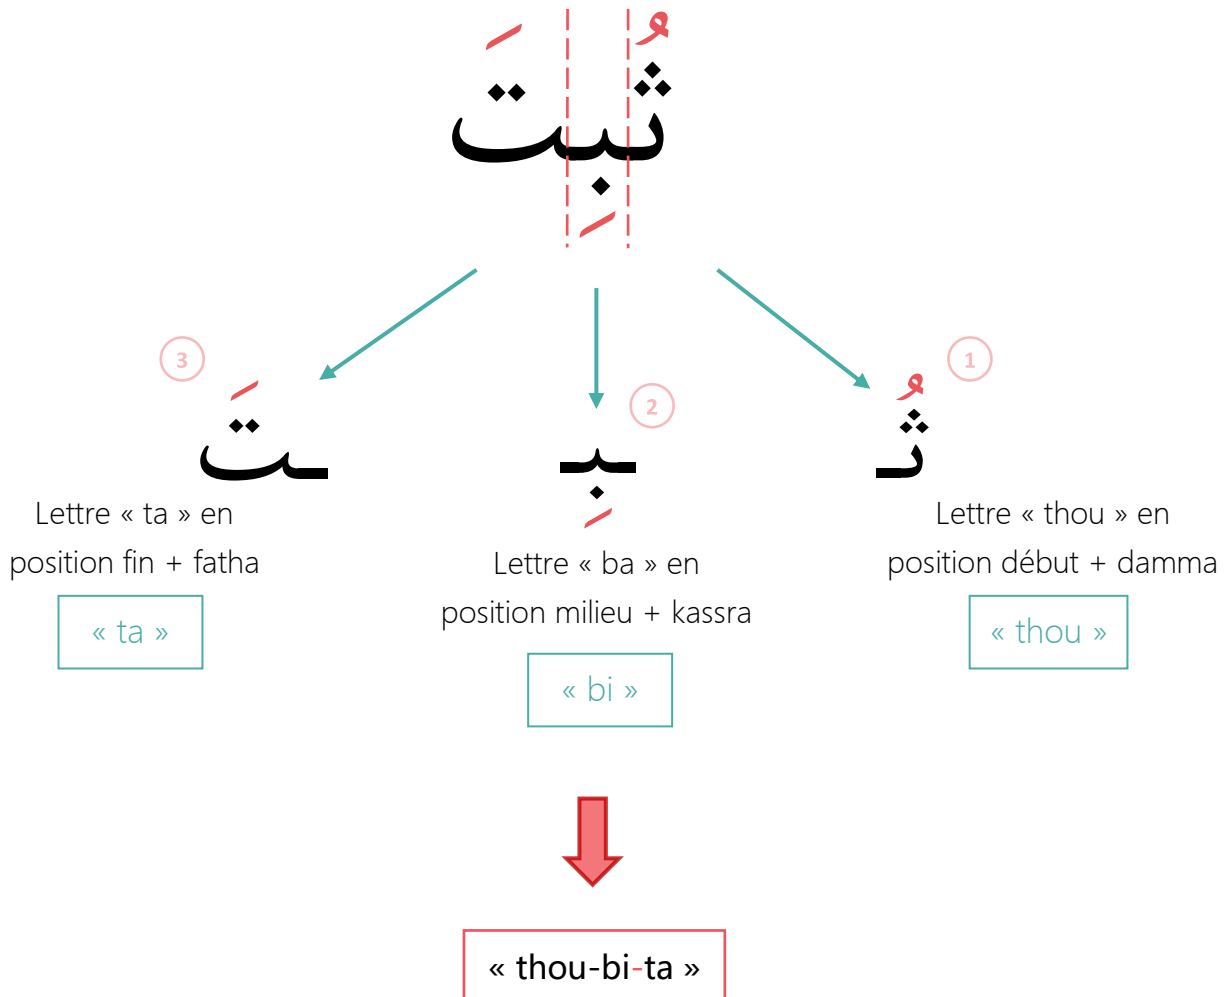 ثُبِتَ
1
ثُـ
Lettre « thou » en
position début + damma
« thou »
2
ـبِـ
Lettre « ba » en
position milieu + kassra
« bi »
3
ـتَ
Lettre « ta » en
position fin + fatha
« ta »
« thou-bi-ta »